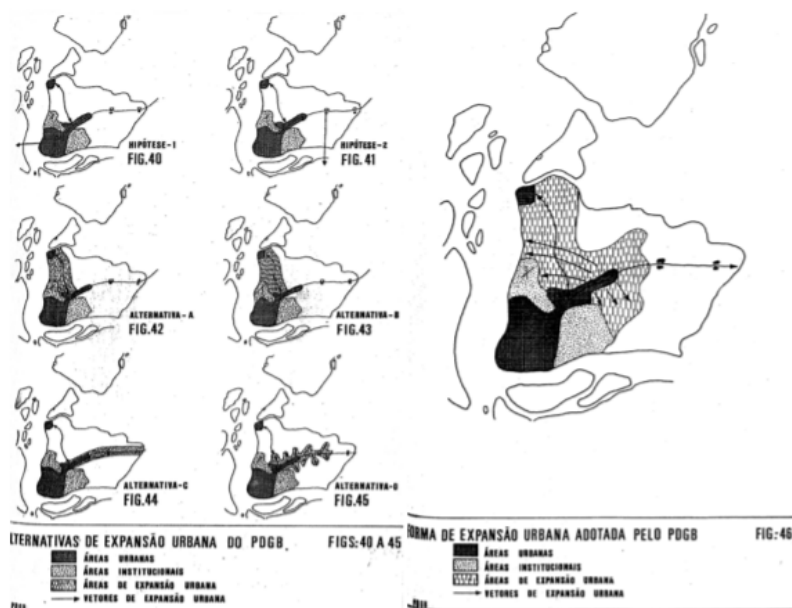 HIPÓTESE-1
FIG.40
HIPÓTESE-2
FIG.41
ALTERNATIVA-A
FIG.42
ALTERNATIVA-B
FIG.43
ALTERNATIVA-C
FIG.44
ALTERNATIVA-D
FIG.45
LTERNATIVAS DE EXPANSÃO URBANA DO PDGB FIGS:40 A 45
ÁREAS URBANAS
ÁREAS INSTITUCIONAIS
ÁREAS DE EXPANSÃO URBANA
VETORES DE EXPANSÃO URBANA
FORMA DE EXPANSÃO URBANA ADOTADA PELO PDGB FIG:46
ÁREAS URBANAS
ÁREAS INSTITUCIONAIS
ÁREAS DE EXPANSÃO URBANA
VETORES DE EXPANSÃO URBANA